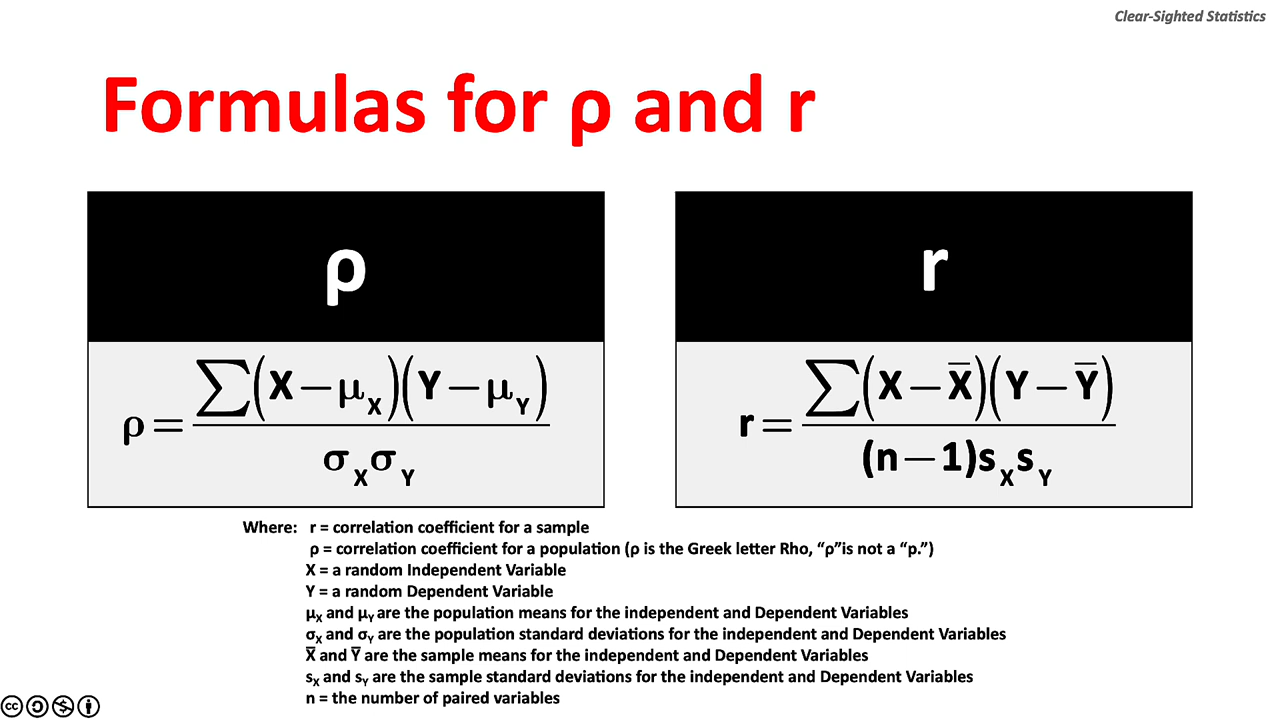 Clear-Sighted Statistics
Formulas for ρ and r
ρ
r
ρ = ∑(X − μX)(Y − μY) / σXσY
r = ∑(X − X̅)(Y − Y̅) / (n − 1)sXsY
Where: r = correlation coefficient for a sample
ρ = correlation coefficient for a population (ρ is the Greek letter Rho, “ρ”is not a “p.”)
X = a random Independent Variable
Y = a random Dependent Variable
μX and μY are the population means for the independent and Dependent Variables
σX and σY are the population standard deviations for the independent and Dependent Variables
X̅ and Y̅ are the sample means for the independent and Dependent Variables
sX and sY are the sample standard deviations for the independent and Dependent Variables
n = the number of paired variables
cc